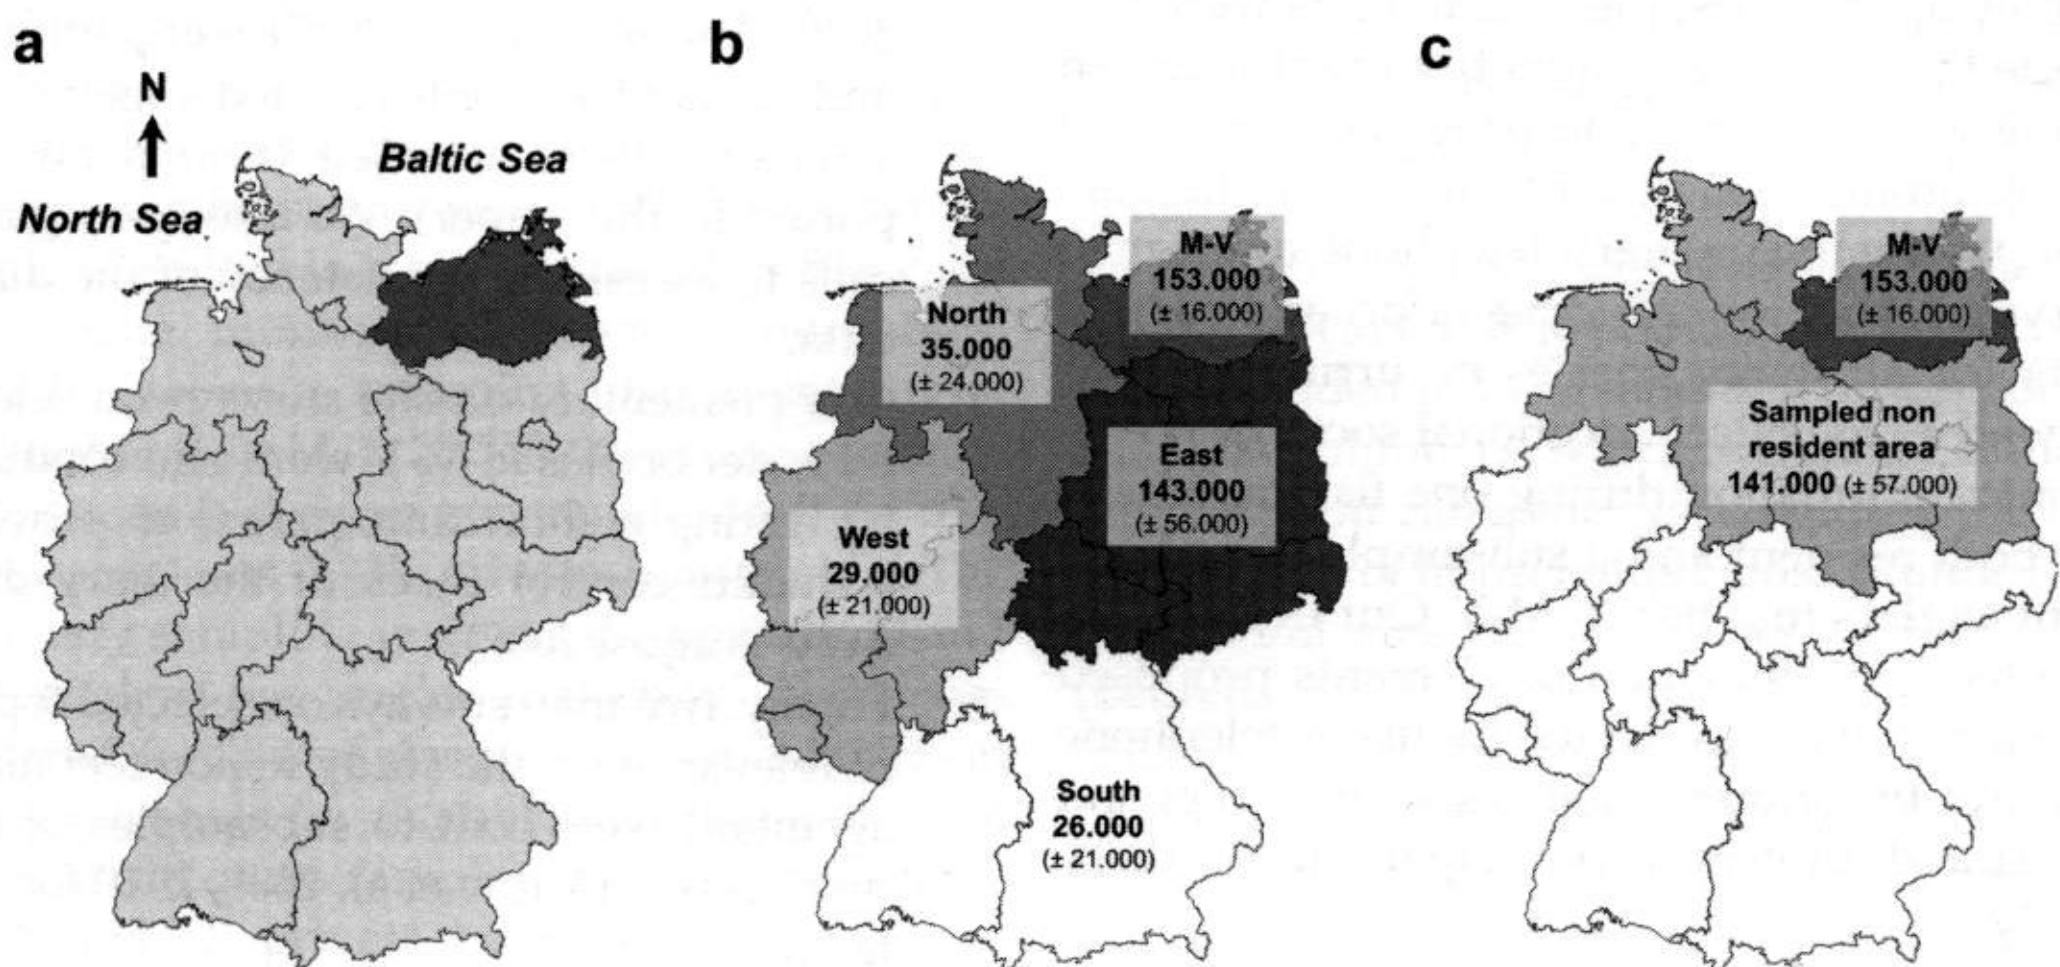 a
N
Baltic Sea
North Sea
b
M-V
153.000
(± 16.000)
North
35.000
(± 24.000)
East
143.000
(± 56.000)
West
29.000
(± 21.000)
South
26.000
(± 21.000)
c
M-V
153.000
(± 16.000)
Sampled non
resident area
141.000 (± 57.000)